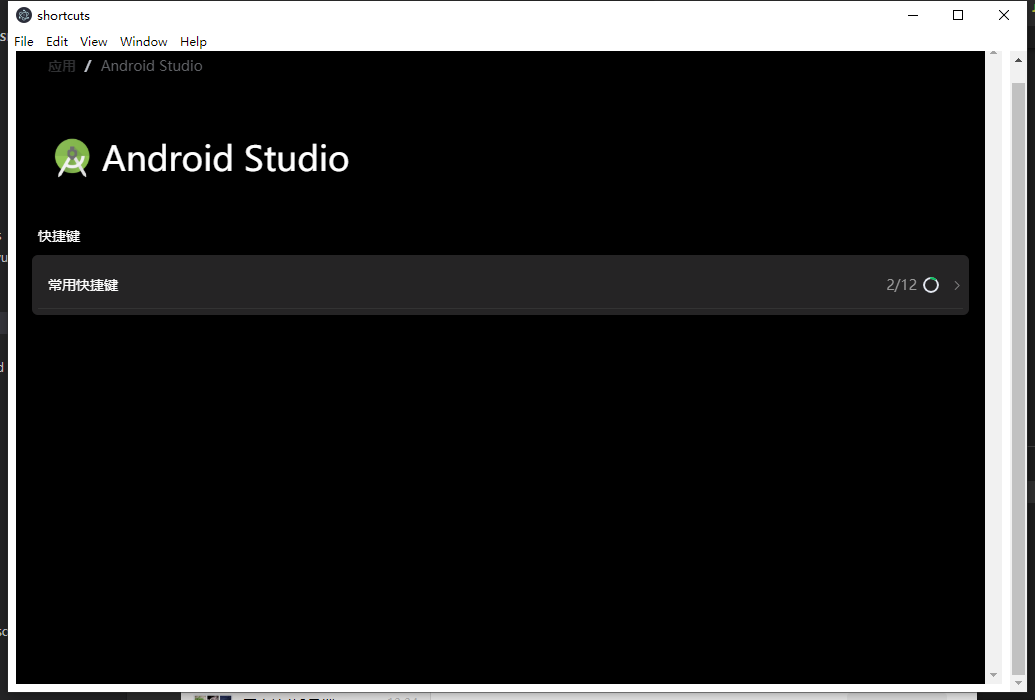 shortcuts
File Edit View Window Help
应用 / Android Studio
Android Studio
快捷键
常用快捷键 2/12